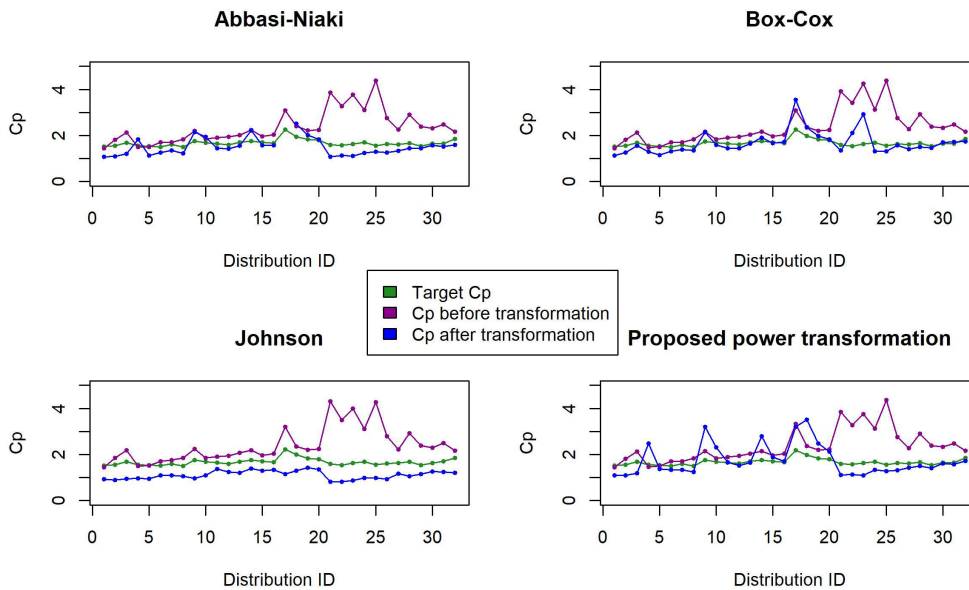 Abbasi-Niaki
Cp
4
2
0
0 5 10 15 20 25 30
Distribution ID
Box-Cox
Cp
4
2
0
0 5 10 15 20 25 30
Distribution ID
Target Cp
Cp before transformation
Cp after transformation
Johnson
Cp
4
2
0
0 5 10 15 20 25 30
Distribution ID
Proposed power transformation
Cp
4
2
0
0 5 10 15 20 25 30
Distribution ID